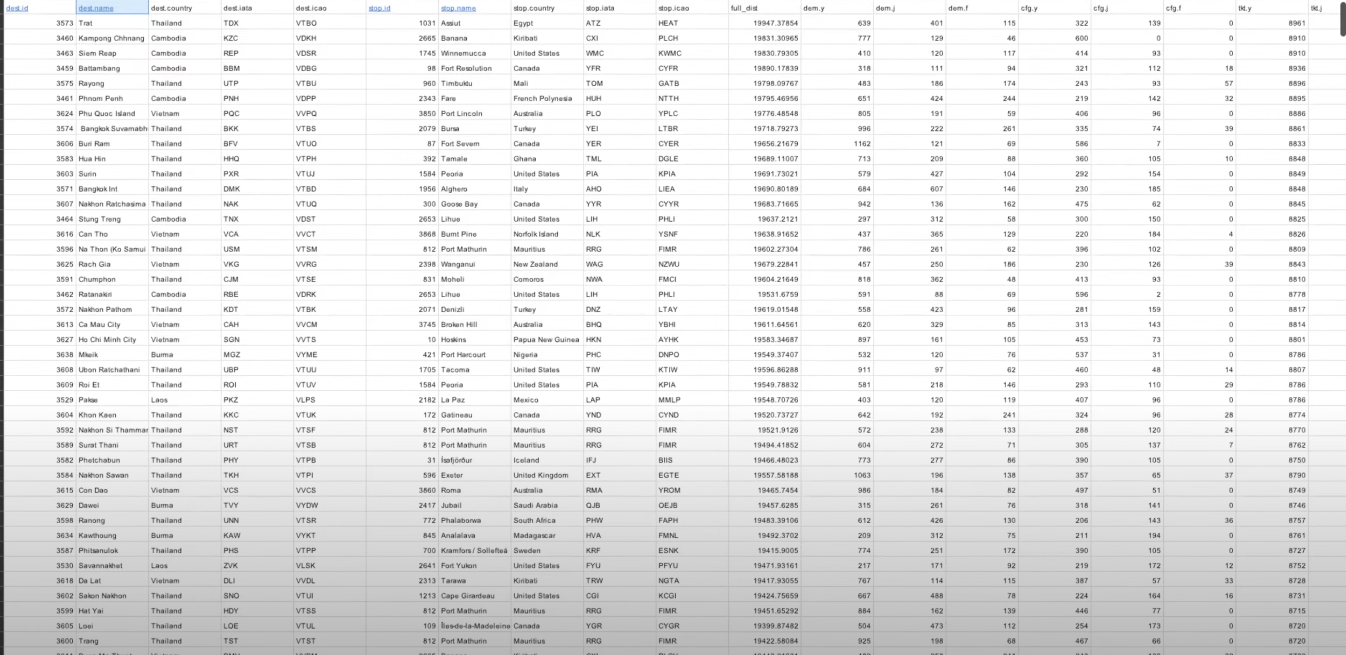 dest.id dest.name dest.country dest.iata dest.icao stop.id stop.name stop.country stop.iata stop.icao full_dist dem.y dem.j dem.f cfg.y cfg.j cfg.f tkt.y tkt.j
3573 Trat Thailand TDX VTBO 1031 Assiut Egypt ATZ HEAT 19947.37854 639 401 115 322 139 0 8961
3460 Kampong Chhnang Cambodia KZC VDKH 2665 Banana Kiribati CXI PLCH 19831.30965 777 129 46 600 0 0 8910
3463 Siem Reap Cambodia REP VDSR 1745 Winnemucca United States WMC KWMC 19830.79305 410 120 117 414 93 0 8910
3459 Battambang Cambodia BBM VDBG 98 Fort Resolution Canada YFR CYFR 19890.17839 318 111 94 321 112 18 8936
3575 Rayong Thailand UTP VTBU 960 Timbuktu Mali TOM GATB 19798.09767 483 186 174 243 93 57 8896
3461 Phnom Penh Cambodia PNH VDPP 2343 Fare French Polynesia HUH NTTH 19795.46956 651 424 244 219 142 32 8895
3624 Phu Quoc Island Vietnam PQC VVPQ 3850 Port Lincoln Australia PLO YPLC 19776.48548 805 191 59 406 96 0 8886
3574 Bangkok Suvarnabh Thailand BKK VTBS 2079 Bursa Turkey YEI LTBR 19718.79273 996 222 261 335 74 39 8861
3606 Buri Ram Thailand BFV VTUO 87 Fort Severn Canada YER CYER 19656.21679 1162 121 69 586 7 0 8833
3583 Hua Hin Thailand HHQ VTPH 392 Tamale Ghana TML DGLE 19689.11007 713 209 88 360 105 10 8848
3603 Surin Thailand PXR VTUJ 1584 Peoria United States PIA KPIA 19691.73021 579 427 104 292 154 0 8849
3571 Bangkok Int Thailand DMK VTBD 1956 Alghero Italy AHO LIEA 19690.80189 684 607 146 230 185 0 8848
3607 Nakhon Ratchasima Thailand NAK VTUQ 300 Goose Bay Canada YYR CYYR 19683.71665 942 136 162 475 62 0 8845
3464 Stung Treng Cambodia TNX VDST 2653 Lihue United States LIH PHLI 19637.2121 297 312 58 300 150 0 8825
3616 Can Tho Vietnam VCA VVCT 3868 Burnt Pine Norfolk Island NLK YSNF 19638.91652 437 365 129 220 184 4 8826
3596 Na Thon (Ko Samui Thailand USM VTSM 812 Port Mathurin Mauritius RRG FIMR 19602.27304 786 261 62 396 102 0 8809
3625 Rach Gia Vietnam VKG VVRG 2398 Wanganui New Zealand WAG NZWU 19679.22841 457 250 186 230 126 39 8843
3591 Chumphon Thailand CJM VTSE 831 Moheli Comoros NWA FMCI 19604.21649 818 362 48 413 93 0 8810
3462 Ratanakiri Cambodia RBE VDRK 2653 Lihue United States LIH PHLI 19531.6759 591 88 69 596 2 0 8778
3572 Nakhon Pathom Thailand KDT VTBK 2071 Denizli Turkey DNZ LTAY 19619.01548 558 423 96 281 159 0 8817
3613 Ca Mau City Vietnam CAH VVCM 3745 Broken Hill Australia BHQ YBHI 19611.64561 620 329 85 313 143 0 8814
3627 Ho Chi Minh City Vietnam SGN VVTS 10 Hoskins Papua New Guinea HKN AYHK 19583.34687 897 161 105 453 73 0 8801
3638 Mkeik Burma MGZ VYME 421 Port Harcourt Nigeria PHC DNPO 19549.37407 532 120 76 537 31 0 8786
3608 Ubon Ratchathani Thailand UBP VTUU 1705 Tacoma United States TIW KTIW 19596.86288 911 97 62 460 48 14 8807
3609 Roi Et Thailand ROI VTUV 1584 Peoria United States PIA KPIA 19549.78832 581 218 146 293 110 29 8786
3529 Pakse Laos PKZ VLPS 2182 La Paz Mexico LAP MMLP 19548.70726 403 120 119 407 96 0 8786
3604 Khon Kaen Thailand KKC VTUK 172 Gatineau Canada YND CYND 19520.73727 642 192 241 324 96 28 8774
3592 Nakhon Si Thammar Thailand NST VTSF 812 Port Mathurin Mauritius RRG FIMR 19521.9126 572 238 133 288 120 24 8770
3589 Surat Thani Thailand URT VTSB 812 Port Mathurin Mauritius RRG FIMR 19494.41852 604 272 71 305 137 7 8762
3582 Phetchabun Thailand PHY VTPB 31 Ísafjörður Iceland IFJ BIIS 19466.48023 773 277 86 390 105 0 8750
3584 Nakhon Sawan Thailand TKH VTPI 596 Exeter United Kingdom EXT EGTE 19557.58188 1063 196 138 357 65 37 8790
3615 Con Dao Vietnam VCS VVCS 3860 Roma Australia RMA YROM 19465.7454 986 184 82 497 51 0 8749
3629 Dawei Burma TVY VYDW 2417 Jubail Saudi Arabia QJB OEJB 19457.6285 315 261 76 318 141 0 8746
3598 Ranong Thailand UNN VTSR 772 Phalaborwa South Africa PHW FAPH 19483.39106 612 426 130 206 143 36 8757
3634 Kawthoung Burma KAW VYKT 845 Analalava Madagascar HVA FMNL 19492.3702 209 312 75 211 194 0 8761
3587 Phitsanulok Thailand PHS VTPP 700 Kramfors / Sollefteå Sweden KRF ESNK 19415.9005 774 251 172 390 105 0 8727
3530 Savannakhet Laos ZVK VLSK 2641 Fort Yukon United States FYU PFYU 19471.93161 217 171 92 219 172 12 8752
3618 Da Lat Vietnam DLI VVDL 2313 Tarawa Kiribati TRW NGTA 19417.93055 767 114 115 387 57 33 8728
3602 Sakon Nakhon Thailand SNO VTUI 1213 Cape Girardeau United States CGI KCGI 19424.75659 667 488 78 224 164 16 8731
3599 Hat Yai Thailand HDY VTSS 812 Port Mathurin Mauritius RRG FIMR 19451.65292 884 162 139 446 77 0 8715
3605 Loei Thailand LOE VTUL 109 Îles-de-la-Madeleine Canada YGR CYGR 19399.87482 504 473 112 254 173 0 8720
3600 Trang Thailand TST VTST 812 Port Mathurin Mauritius RRG FIMR 19422.58084 925 198 68 467 66 0 8720